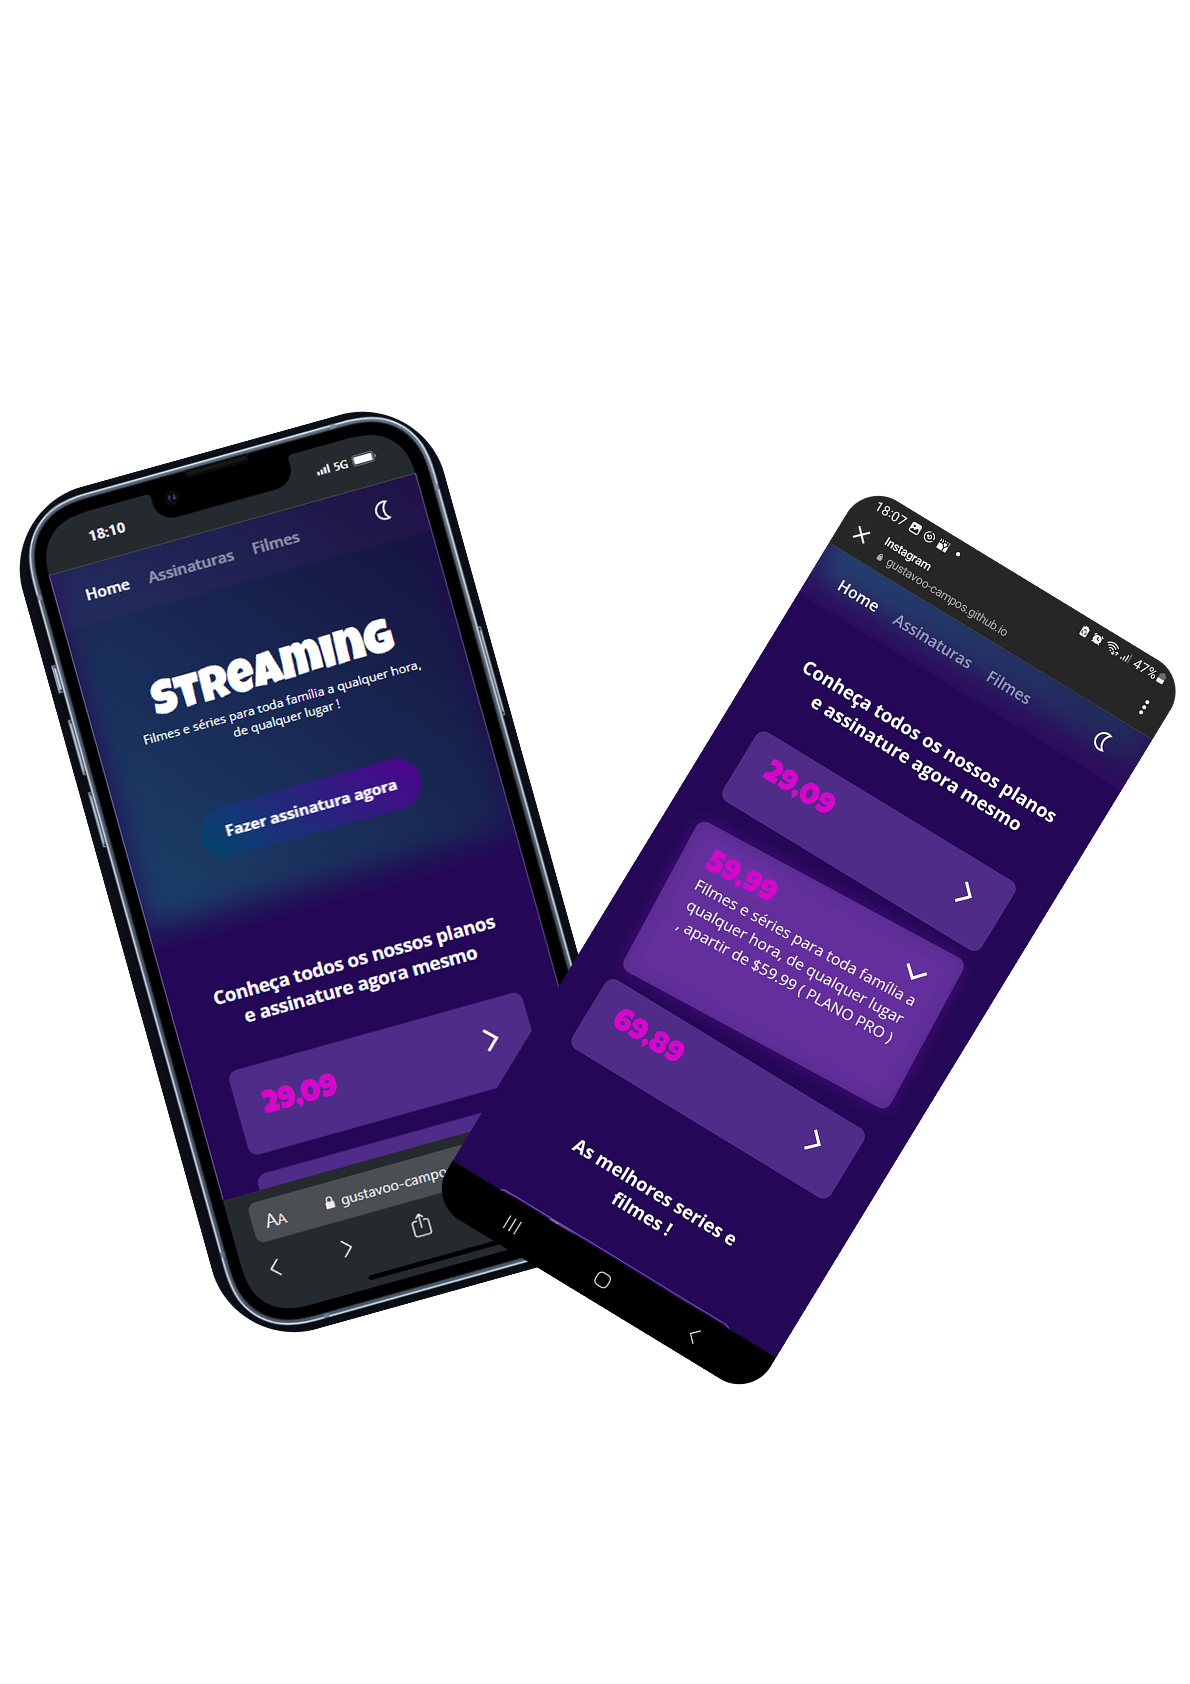 18:10
5G
Home Assinaturas Filmes
STREAMING
Filmes e séries para toda família a qualquer hora,
de qualquer lugar !
Fazer assinatura agora
Conheça todos os nossos planos
e assinature agora mesmo
29,09
AA gustavoo-campo
18:07
47%
Instagram
gustavoo-campos.github.io
Home Assinaturas Filmes
Conheça todos os nossos planos
e assinature agora mesmo
29,09
59,99
Filmes e séries para toda família a
qualquer hora, de qualquer lugar
, apartir de $59.99 ( PLANO PRO )
69,89
As melhores series e
filmes !